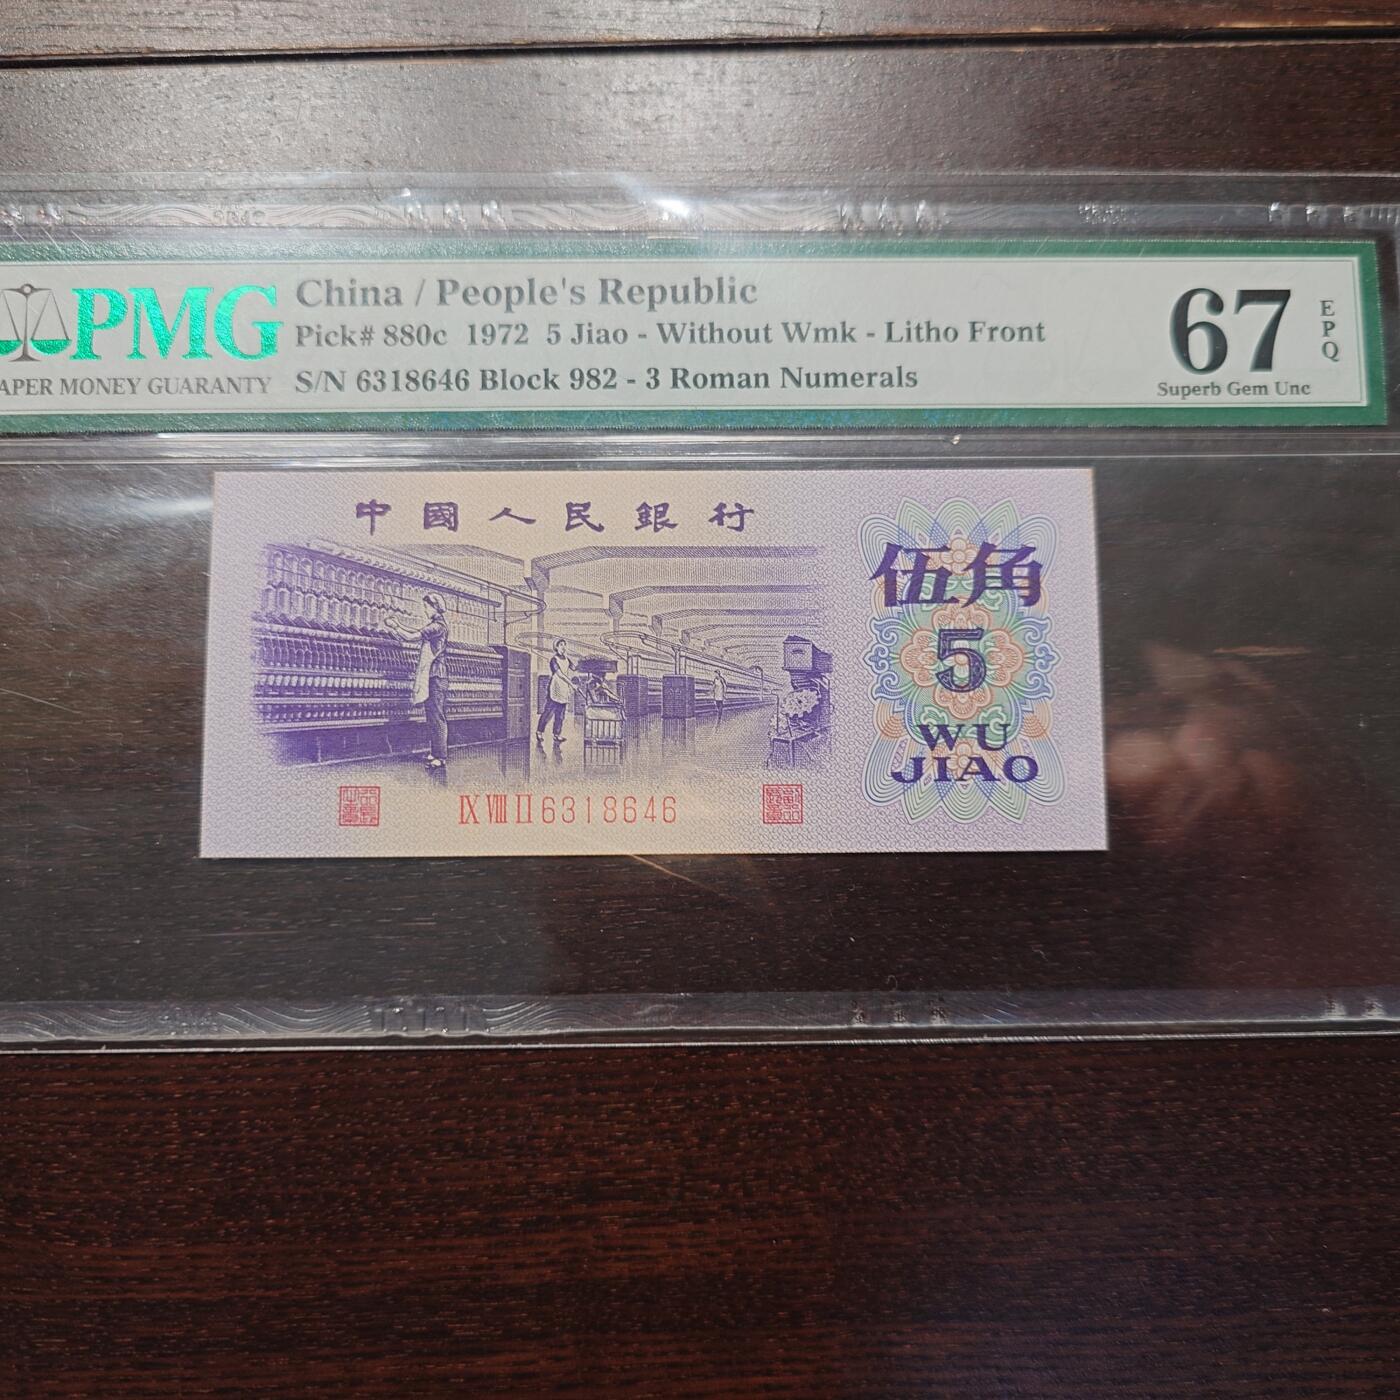 PMG
China / People's Republic
Pick# 880c 1972 5 Jiao - Without Wmk - Litho Front
S/N 6318646 Block 982 - 3 Roman Numerals
APER MONEY GUARANTY
67
EPQ
Superb Gem Unc
中國人民銀行
伍角
5
WU
JIAO
IX VIII II 6318646